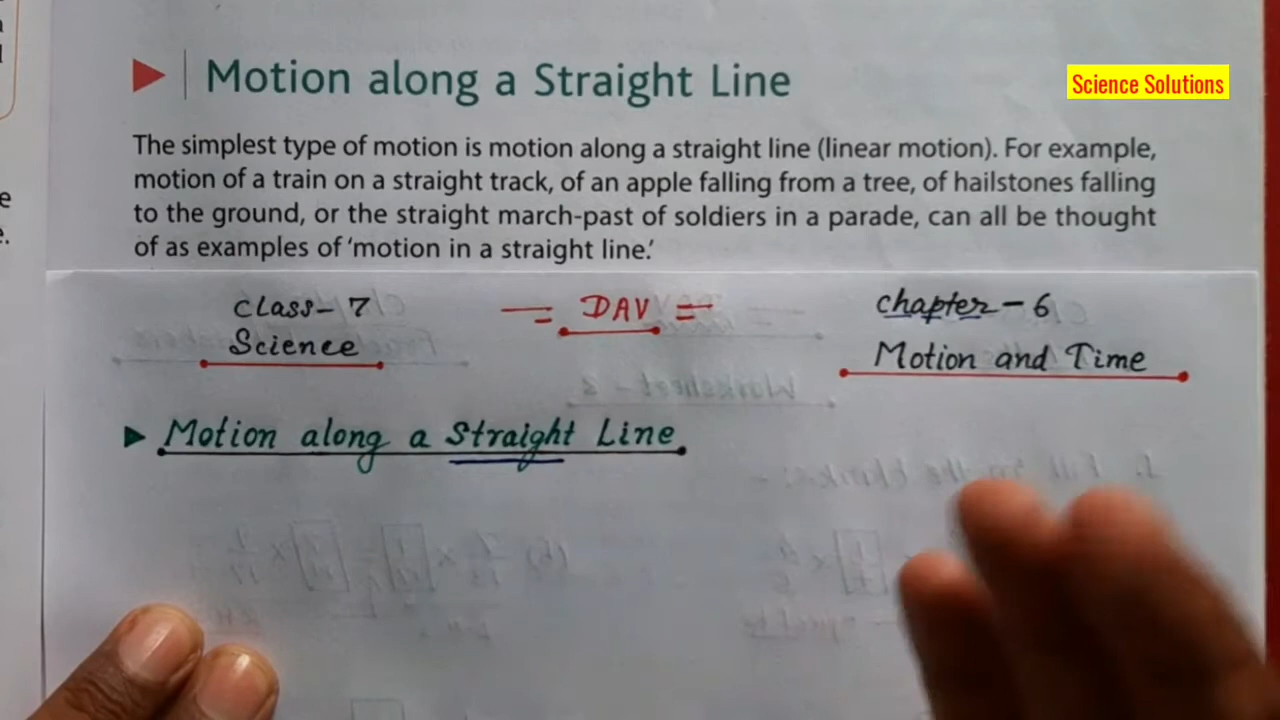 Motion along a Straight Line
Science Solutions
The simplest type of motion is motion along a straight line (linear motion). For example,
motion of a train on a straight track, of an apple falling from a tree, of hailstones falling
to the ground, or the straight march-past of soldiers in a parade, can all be thought
of as examples of ‘motion in a straight line.’
Class - 7
Science
= DAV =
chapter - 6
Motion and Time
Motion along a Straight Line